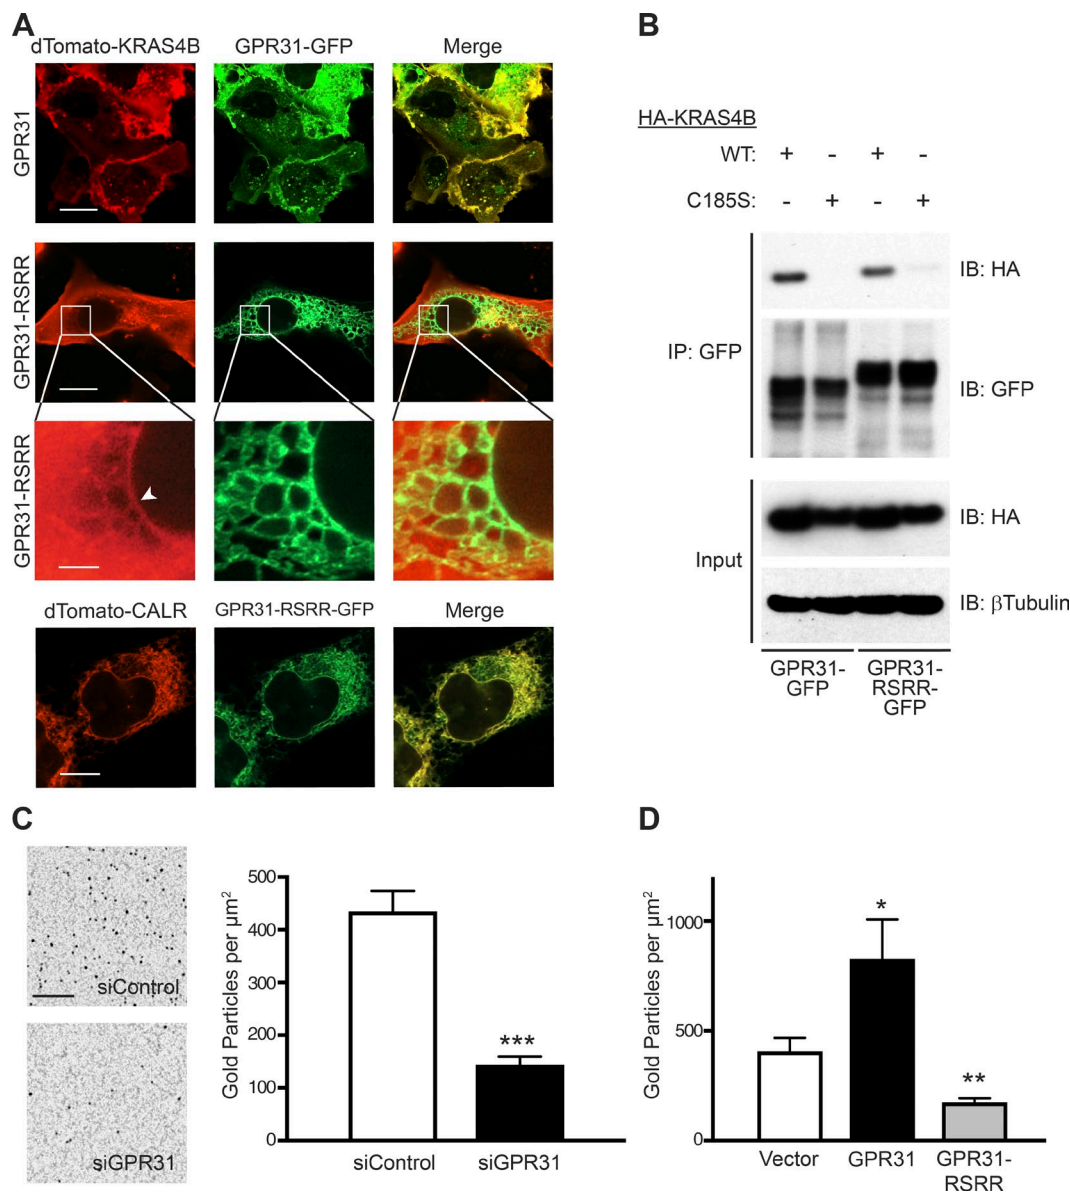 A
dTomato-KRAS4B GPR31-GFP Merge
GPR31
GPR31-RSRR
GPR31-RSRR
dTomato-CALR GPR31-RSRR-GFP Merge
B
HA-KRAS4B
WT: + - + -
C185S: - + - +
IB: HA
IP: GFP
IB: GFP
IB: HA
Input
IB: βTubulin
GPR31-
GFP
GPR31-
RSRR-
GFP
C
siControl
siGPR31
Gold Particles per µm²
500
400
300
200
100
0
siControl siGPR31
***
D
Gold Particles per µm²
1000
500
0
*
**
Vector GPR31 GPR31-
RSRR